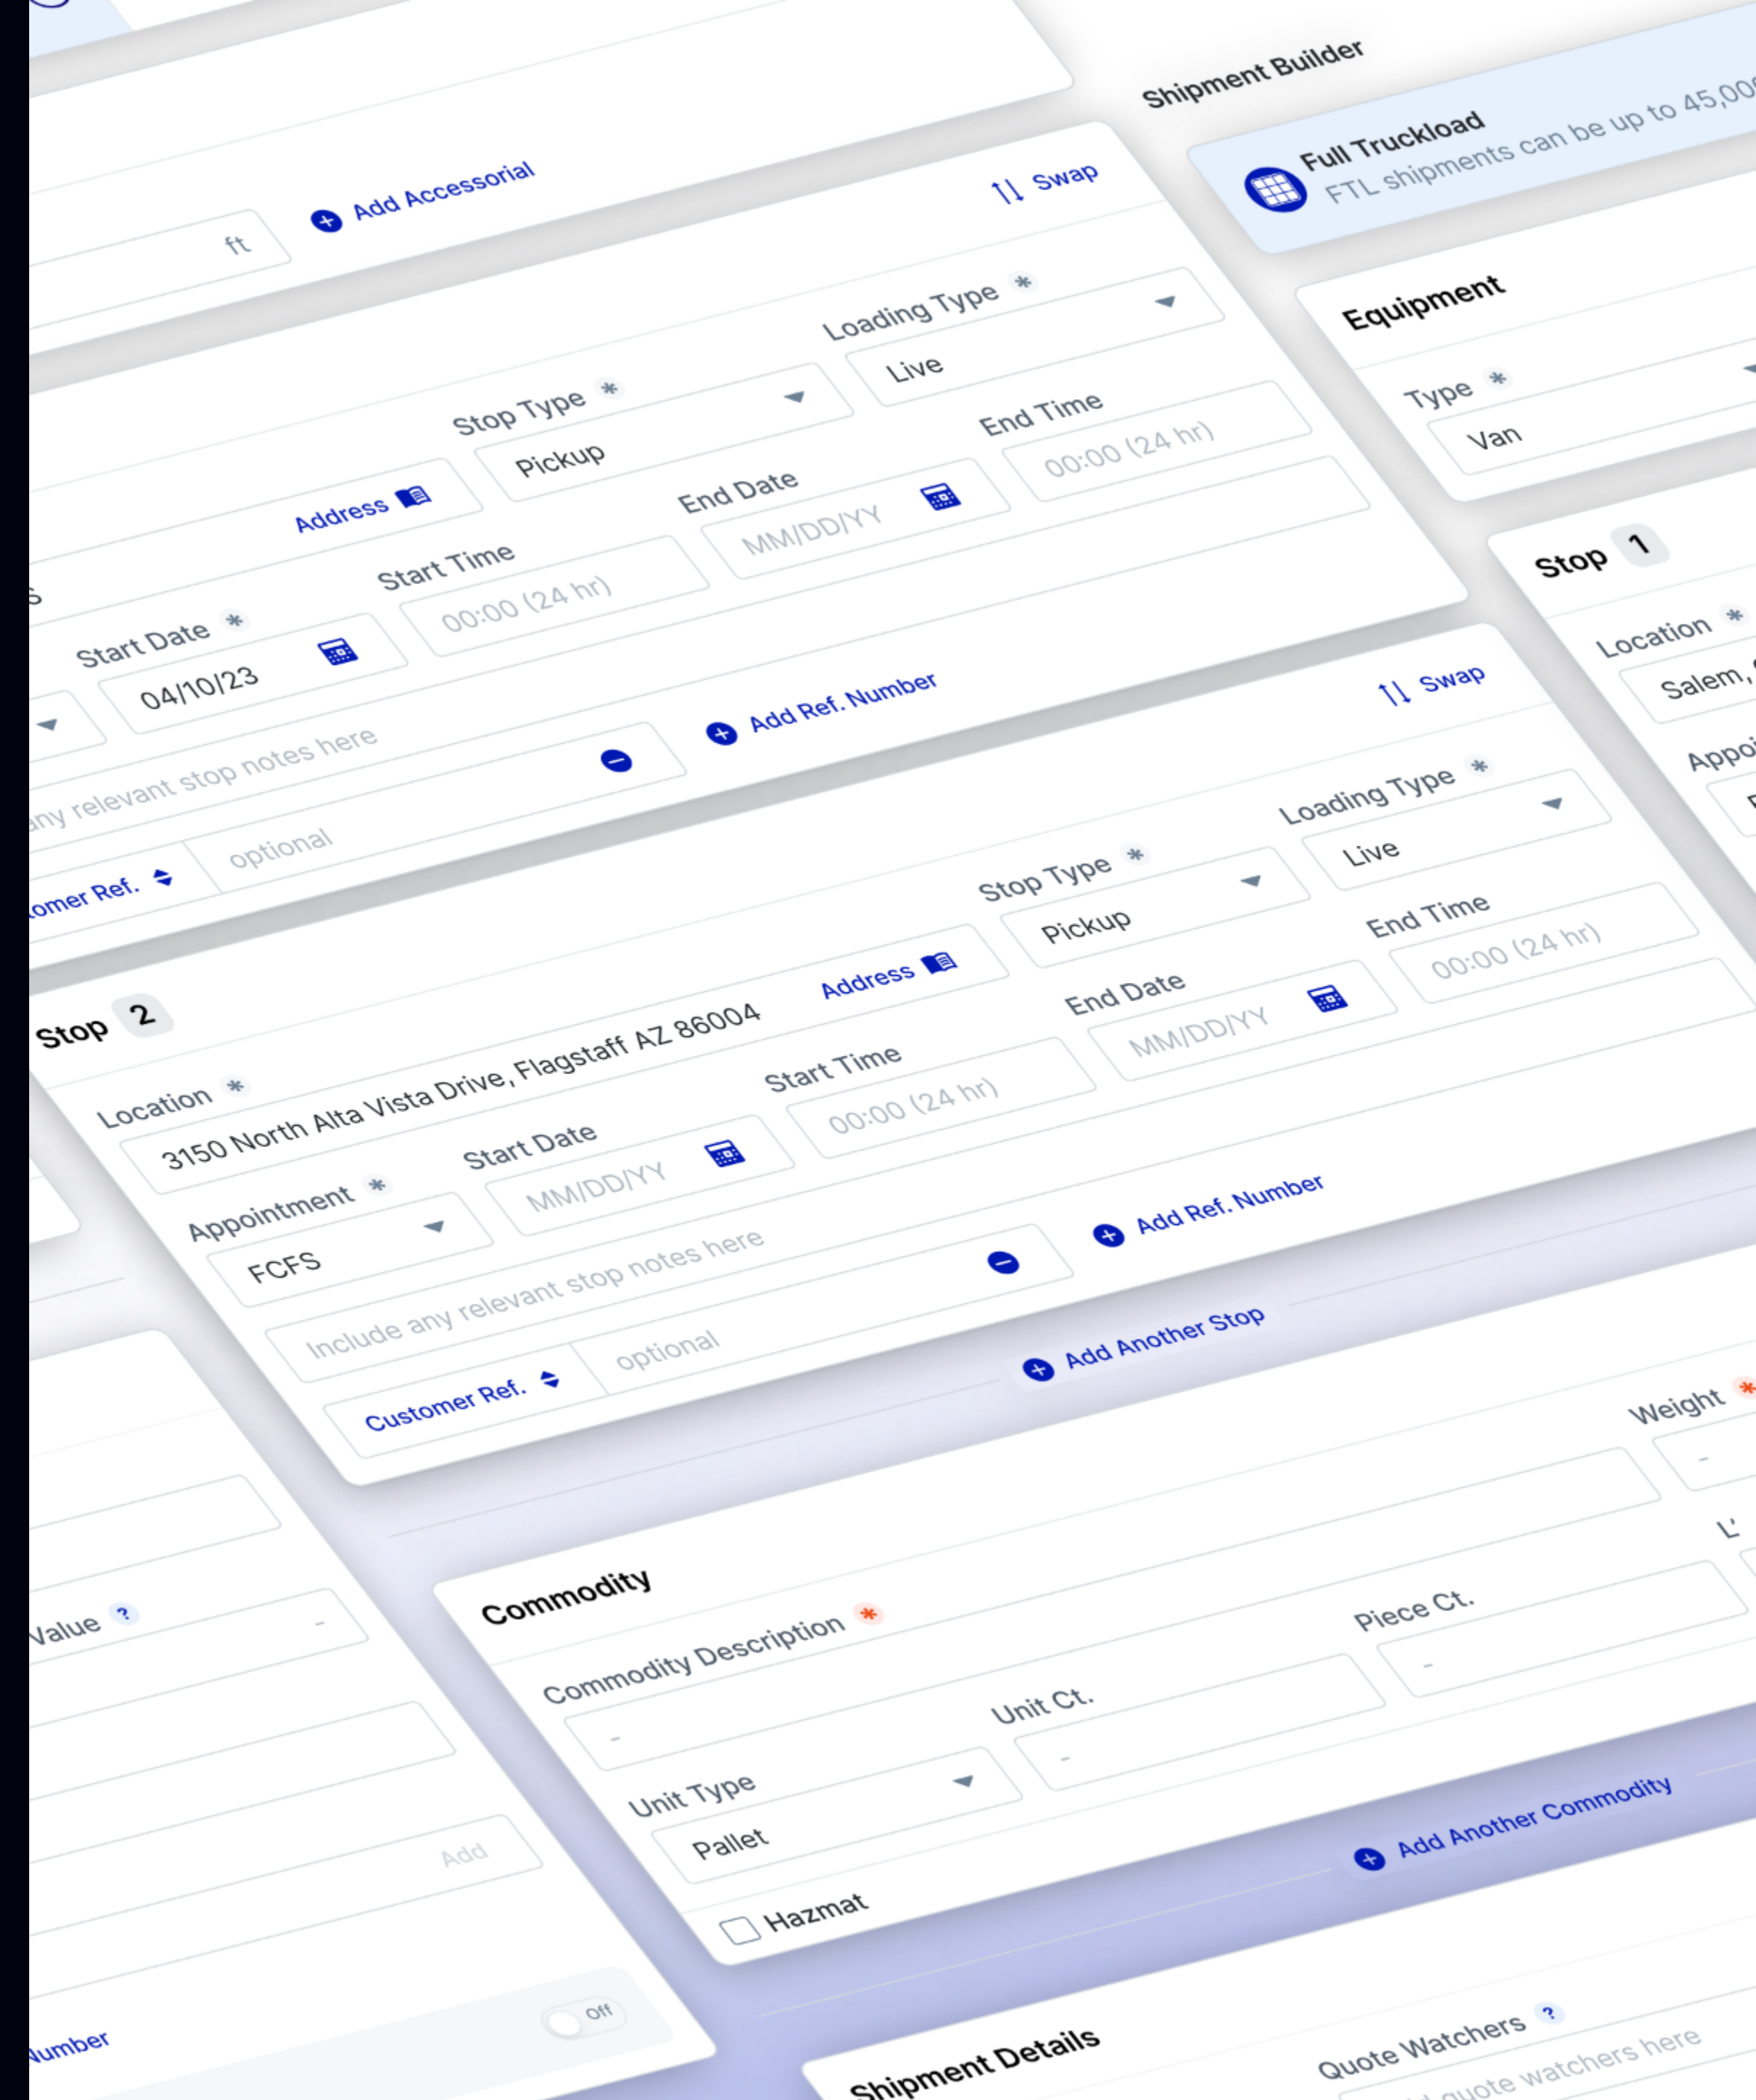 ft
Add Accessorial
Swap
Stop Type *
Loading Type *
Address
Pickup
Live
Start Date *
Start Time
End Date
End Time
04/10/23
00:00 (24 hr)
MM/DD/YY
00:00 (24 hr)
any relevant stop notes here
optional
Add Ref. Number
Stop 2
Swap
Location *
Stop Type *
Loading Type *
3150 North Alta Vista Drive, Flagstaff AZ 86004
Address
Pickup
Live
Appointment *
Start Date
Start Time
End Date
End Time
FCFS
MM/DD/YY
00:00 (24 hr)
MM/DD/YY
00:00 (24 hr)
Include any relevant stop notes here
Customer Ref.
optional
Add Ref. Number
Add Another Stop
Commodity
Commodity Description *
Weight *
-
-
Unit Type
Unit Ct.
Piece Ct.
Pallet
-
-
Hazmat
Add Another Commodity
Shipment Details
Quote Watchers ?
quote watchers here
Value ?
-
Add
Number
Off
Shipment Builder
Full Truckload
FTL shipments can be up to
Equipment
Type *
Van
Stop 1
Location *
Salem,